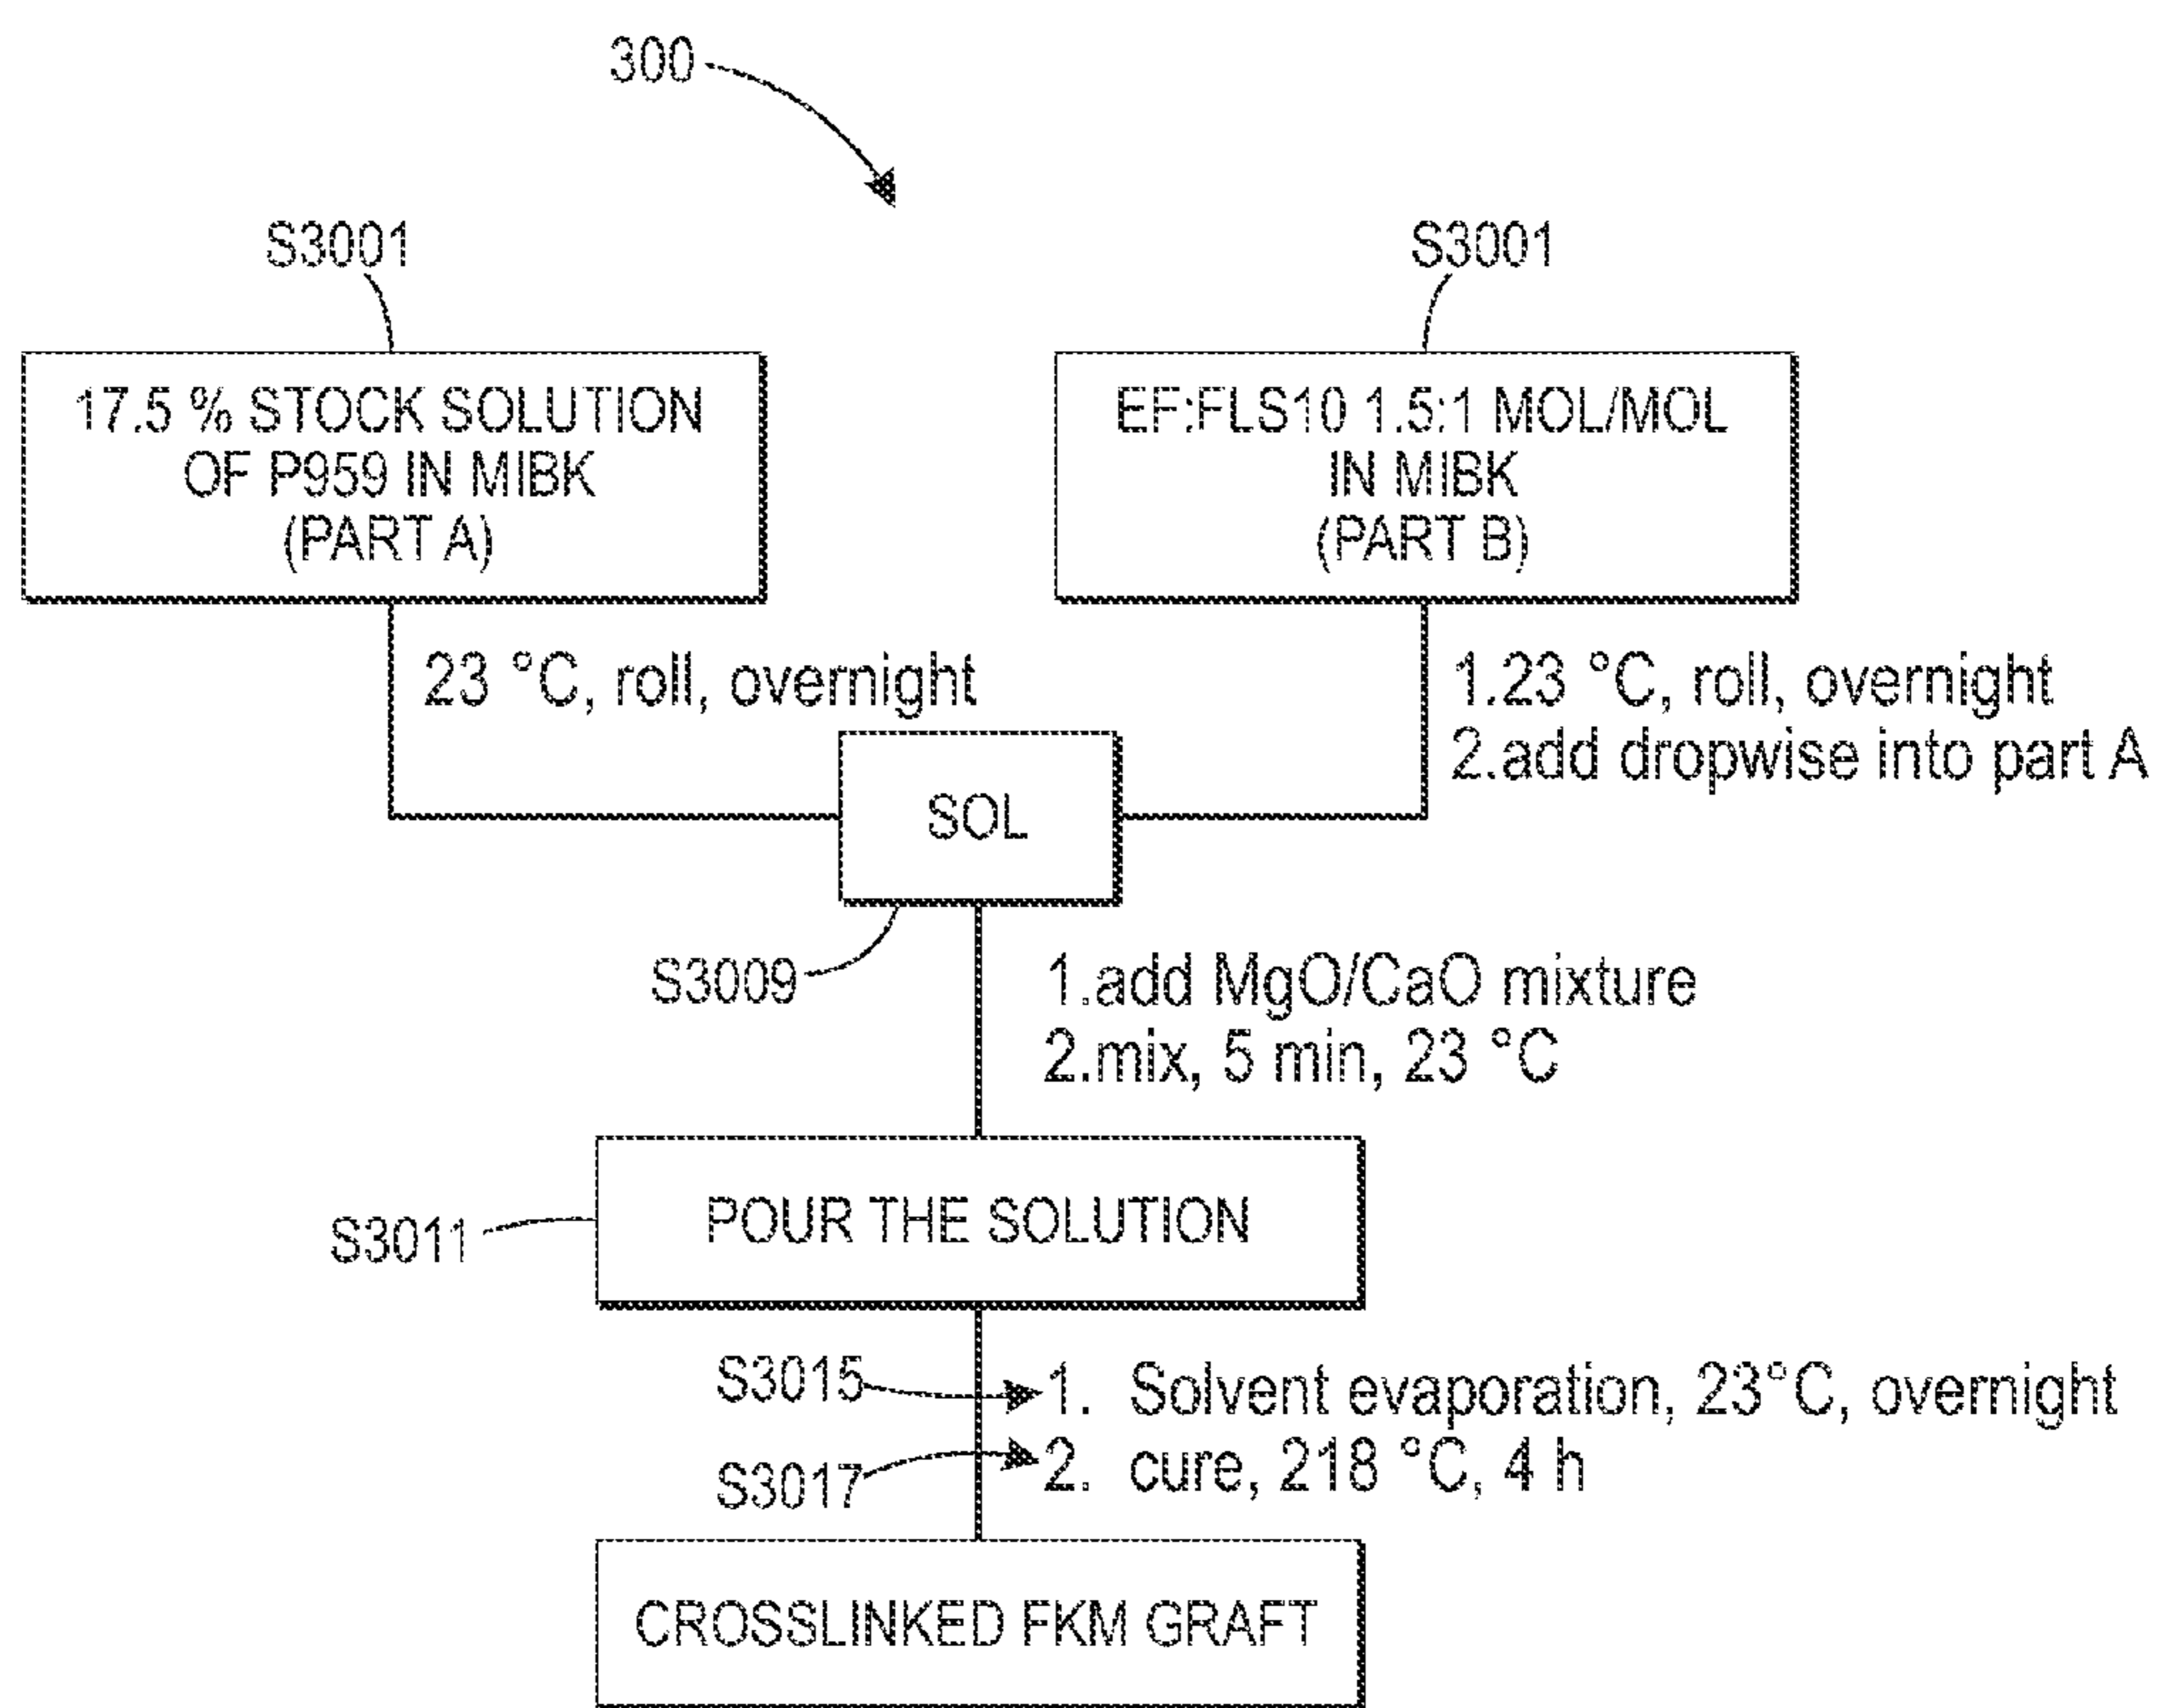 300
S3001
S3001
17.5 % STOCK SOLUTION
OF P959 IN MIBK
(PART A)
EF:FLS10 1.5:1 MOL/MOL
IN MIBK
(PART B)
23 °C, roll, overnight
1.23 °C, roll, overnight
2.add dropwise into part A
SOL
S3009
1.add MgO/CaO mixture
2.mix, 5 min, 23 °C
POUR THE SOLUTION
S3011
S3015
1. Solvent evaporation, 23°C, overnight
S3017
2. cure, 218 °C, 4 h
CROSSLINKED FKM GRAFT